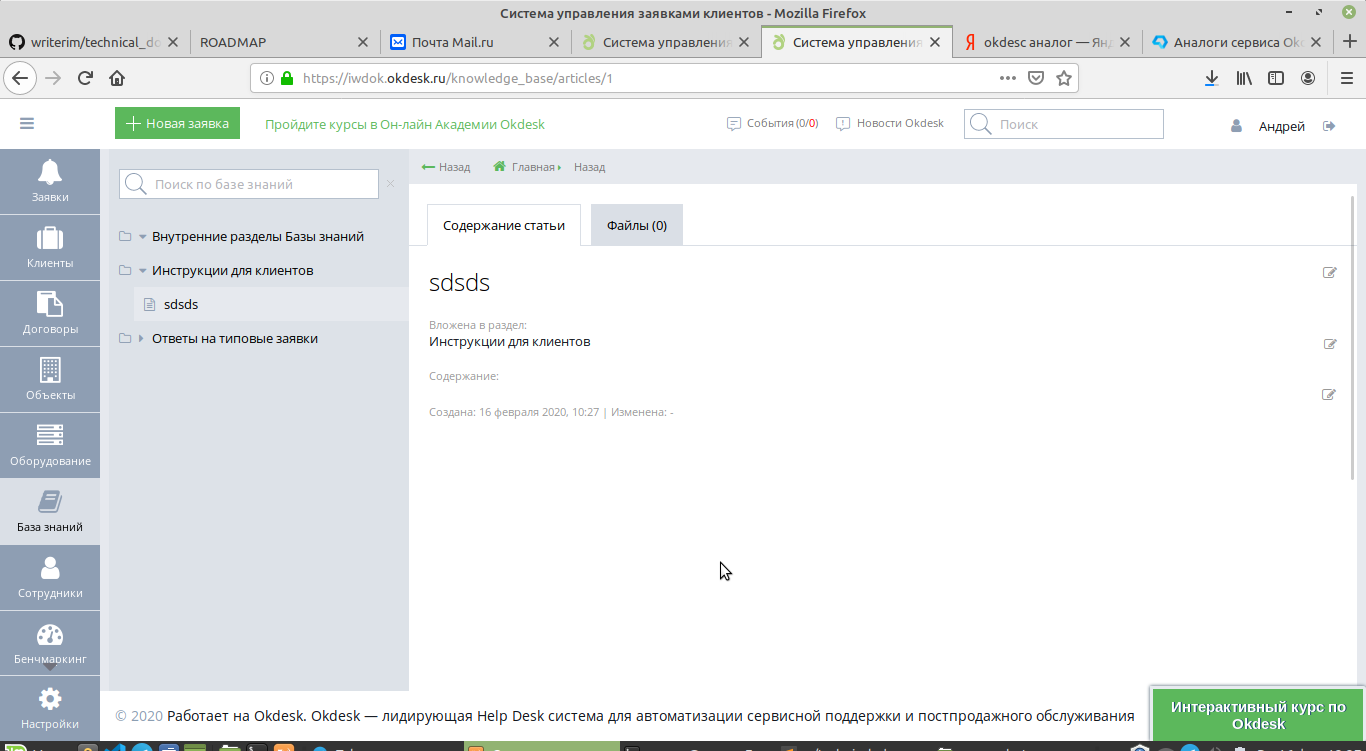 Система управления заявками клиентов - Mozilla Firefox
writerim/technical_do
ROADMAP
Почта Mail.ru
Система управления
Система управления
okdesc аналог — Янд
Аналоги сервиса Okd
https://iwdok.okdesk.ru/knowledge_base/articles/1
Новая заявка
Пройдите курсы в Он-лайн Академии Okdesk
События (0/0)
Новости Okdesk
Поиск
Андрей
Заявки
Клиенты
Договоры
Объекты
Оборудование
База знаний
Сотрудники
Бенчмаркинг
Настройки
Поиск по базе знаний
Внутренние разделы Базы знаний
Инструкции для клиентов
sdsds
Ответы на типовые заявки
Назад
Главная
Назад
Содержание статьи
Файлы (0)
sdsds
Вложена в раздел:
Инструкции для клиентов
Содержание:
Создана: 16 февраля 2020, 10:27 | Изменена: -
© 2020 Работает на Okdesk. Okdesk — лидирующая Help Desk система для автоматизации сервисной поддержки и постпродажного обслуживания
Интерактивный курс по
Okdesk